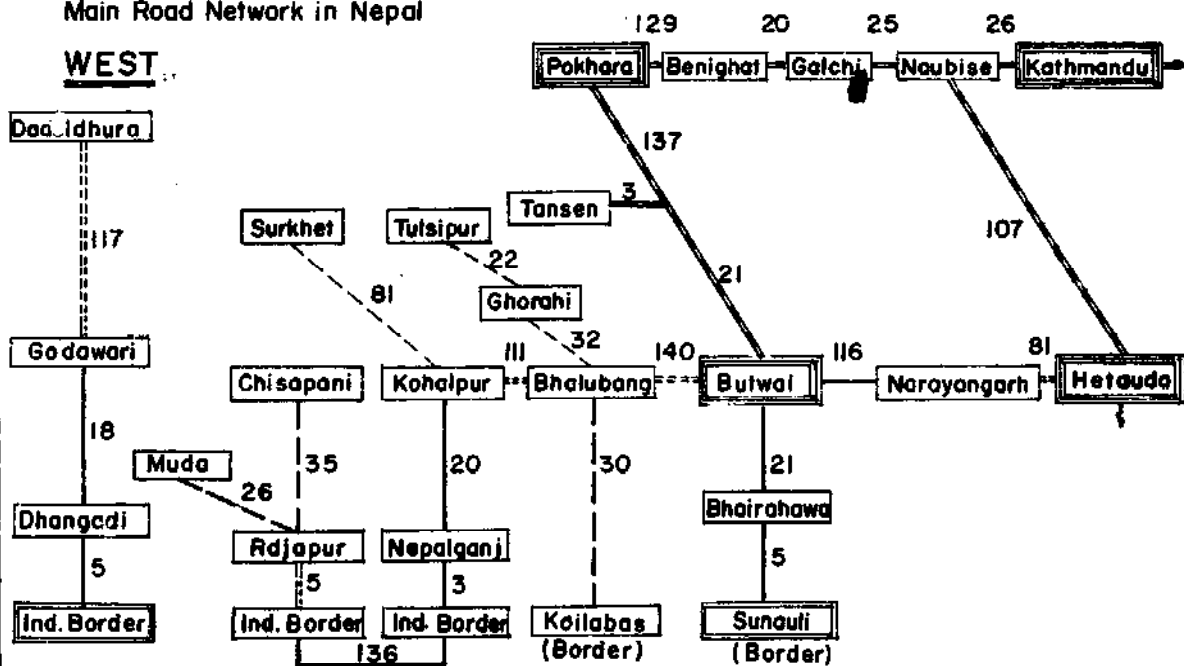 Main Road Network in Nepal
WEST
129 20 25 26
Pokhara Benighat Galchi Naubise Kathmandu
137
Tansen 3
107
21
117
Surkhet Tulsipur
22
Ghorahi
81
32
Godawari
111 140 116 81
Chisapani Kohalpur Bhalubang Butwal Narayangarh Hetauda
18
Muda 26 35 20 30 21
Dhangadi
Bhairahawa
Rajapur Nepalganj
5 5 3 5
Ind. Border Ind. Border Ind. Border Koilabas Sunauli
(Border) (Border)
136